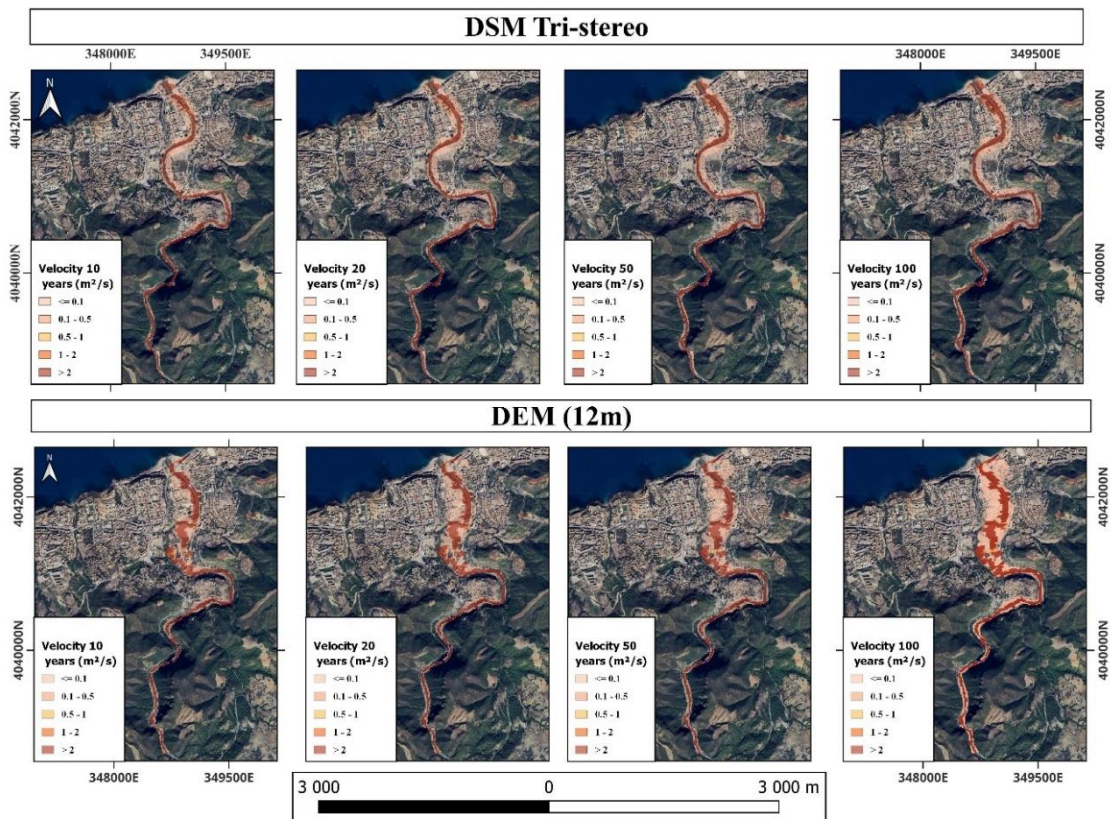 DSM Tri-stereo
348000E 349500E 348000E 349500E
N
4042000N
4040000N
4042000N
4040000N
Velocity 10
years (m²/s)
<= 0.1
0.1 - 0.5
0.5 - 1
1 - 2
> 2
Velocity 20
years (m²/s)
<= 0.1
0.1 - 0.5
0.5 - 1
1 - 2
> 2
Velocity 50
years (m²/s)
<= 0.1
0.1 - 0.5
0.5 - 1
1 - 2
> 2
Velocity 100
years (m²/s)
<= 0.1
0.1 - 0.5
0.5 - 1
1 - 2
> 2
DEM (12m)
N
4042000N
4040000N
4042000N
4040000N
Velocity 10
years (m²/s)
<= 0.1
0.1 - 0.5
0.5 - 1
1 - 2
> 2
Velocity 20
years (m²/s)
<= 0.1
0.1 - 0.5
0.5 - 1
1 - 2
> 2
Velocity 50
years (m²/s)
<= 0.1
0.1 - 0.5
0.5 - 1
1 - 2
> 2
Velocity 100
years (m²/s)
<= 0.1
0.1 - 0.5
0.5 - 1
1 - 2
> 2
348000E 349500E 348000E 349500E
3 000 0 3 000 m